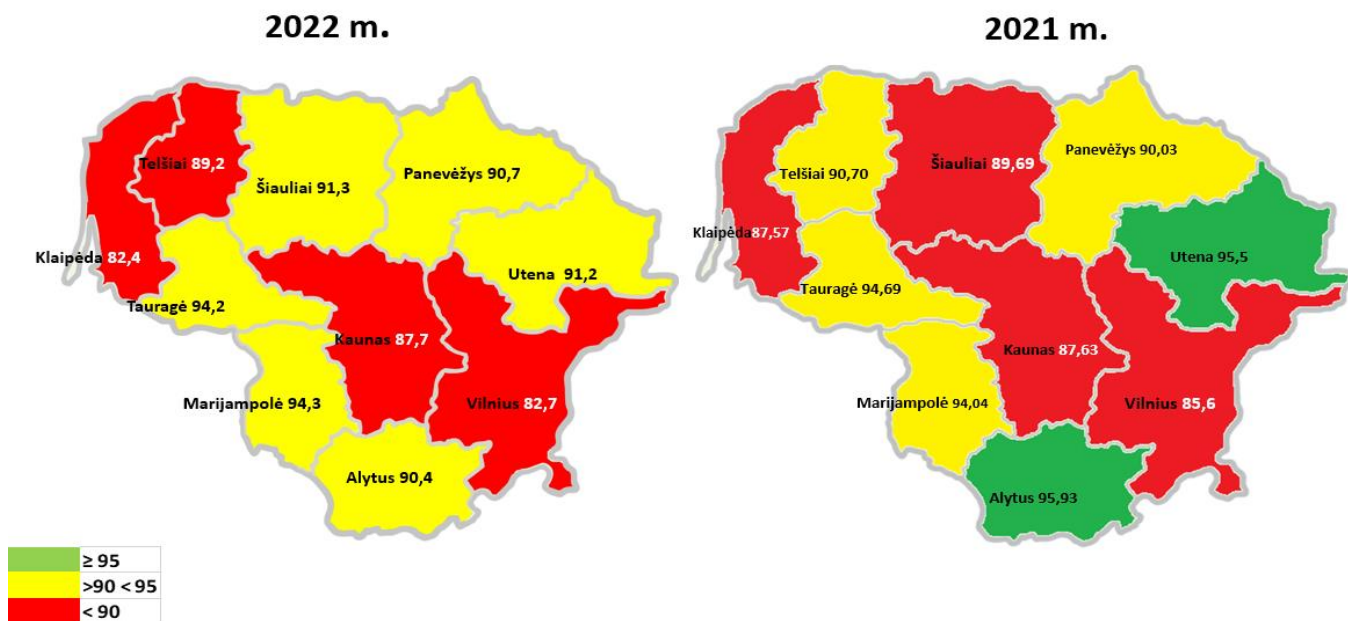 2022 m.
Telšiai 89,2
Šiauliai 91,3
Panevėžys 90,7
Klaipėda 82,4
Utena 91,2
Tauragė 94,2
Kaunas 87,7
Marijampolė 94,3
Vilnius 82,7
Alytus 90,4
≥ 95
>90 < 95
< 90
2021 m.
Panevėžys 90,03
Šiauliai 89,69
Telšiai 90,70
Klaipėda 87,57
Utena 95,5
Tauragė 94,69
Kaunas 87,63
Marijampolė 94,04
Vilnius 85,6
Alytus 95,93